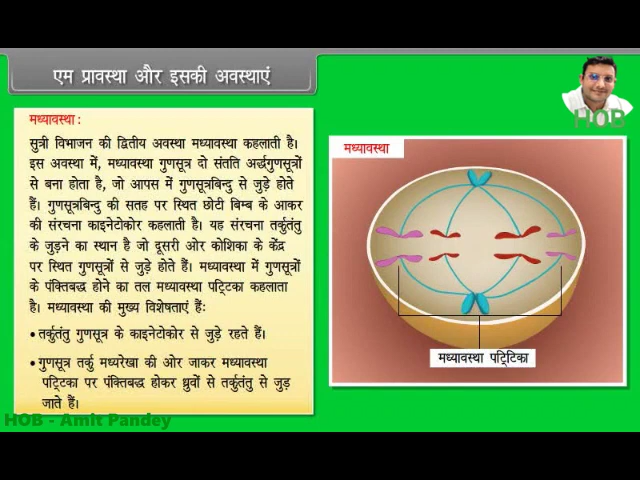 एम प्रावस्था और इसकी अवस्थाएं
HOB
मध्यावस्था :
सुत्री विभाजन की द्वितीय अवस्था मध्यावस्था कहलाती है।
इस अवस्था में, मध्यावस्था गुणसूत्र दो संतति अर्द्धगुणसूत्रों
से बना होता है, जो आपस में गुणसूत्रबिन्दु से जुड़े होते
हैं। गुणसूत्रबिन्दु की सतह पर स्थित छोटी बिम्ब के आकर
की संरचना काइनेटोकोर कहलाती है। यह संरचना तर्कुतंतु
के जुड़ने का स्थान है जो दूसरी ओर कोशिका के केंद्र
पर स्थित गुणसूत्रों से जुड़े होते हैं। मध्यावस्था में गुणसूत्रों
के पंक्तिबद्ध होने का तल मध्यावस्था पट्टिका कहलाता
है। मध्यावस्था की मुख्य विशेषताएं हैंः
• तर्कुतंतु गुणसूत्र के काइनेटोकोर से जुड़े रहते हैं।
• गुणसूत्र तर्कु मध्यरेखा की ओर जाकर मध्यावस्था
पट्टिका पर पंक्तिबद्ध होकर ध्रुवों से तर्कुतंतु से जुड़
जाते हैं।
मध्यावस्था
मध्यावस्था पट्टिका
HOB - Amit Pandey